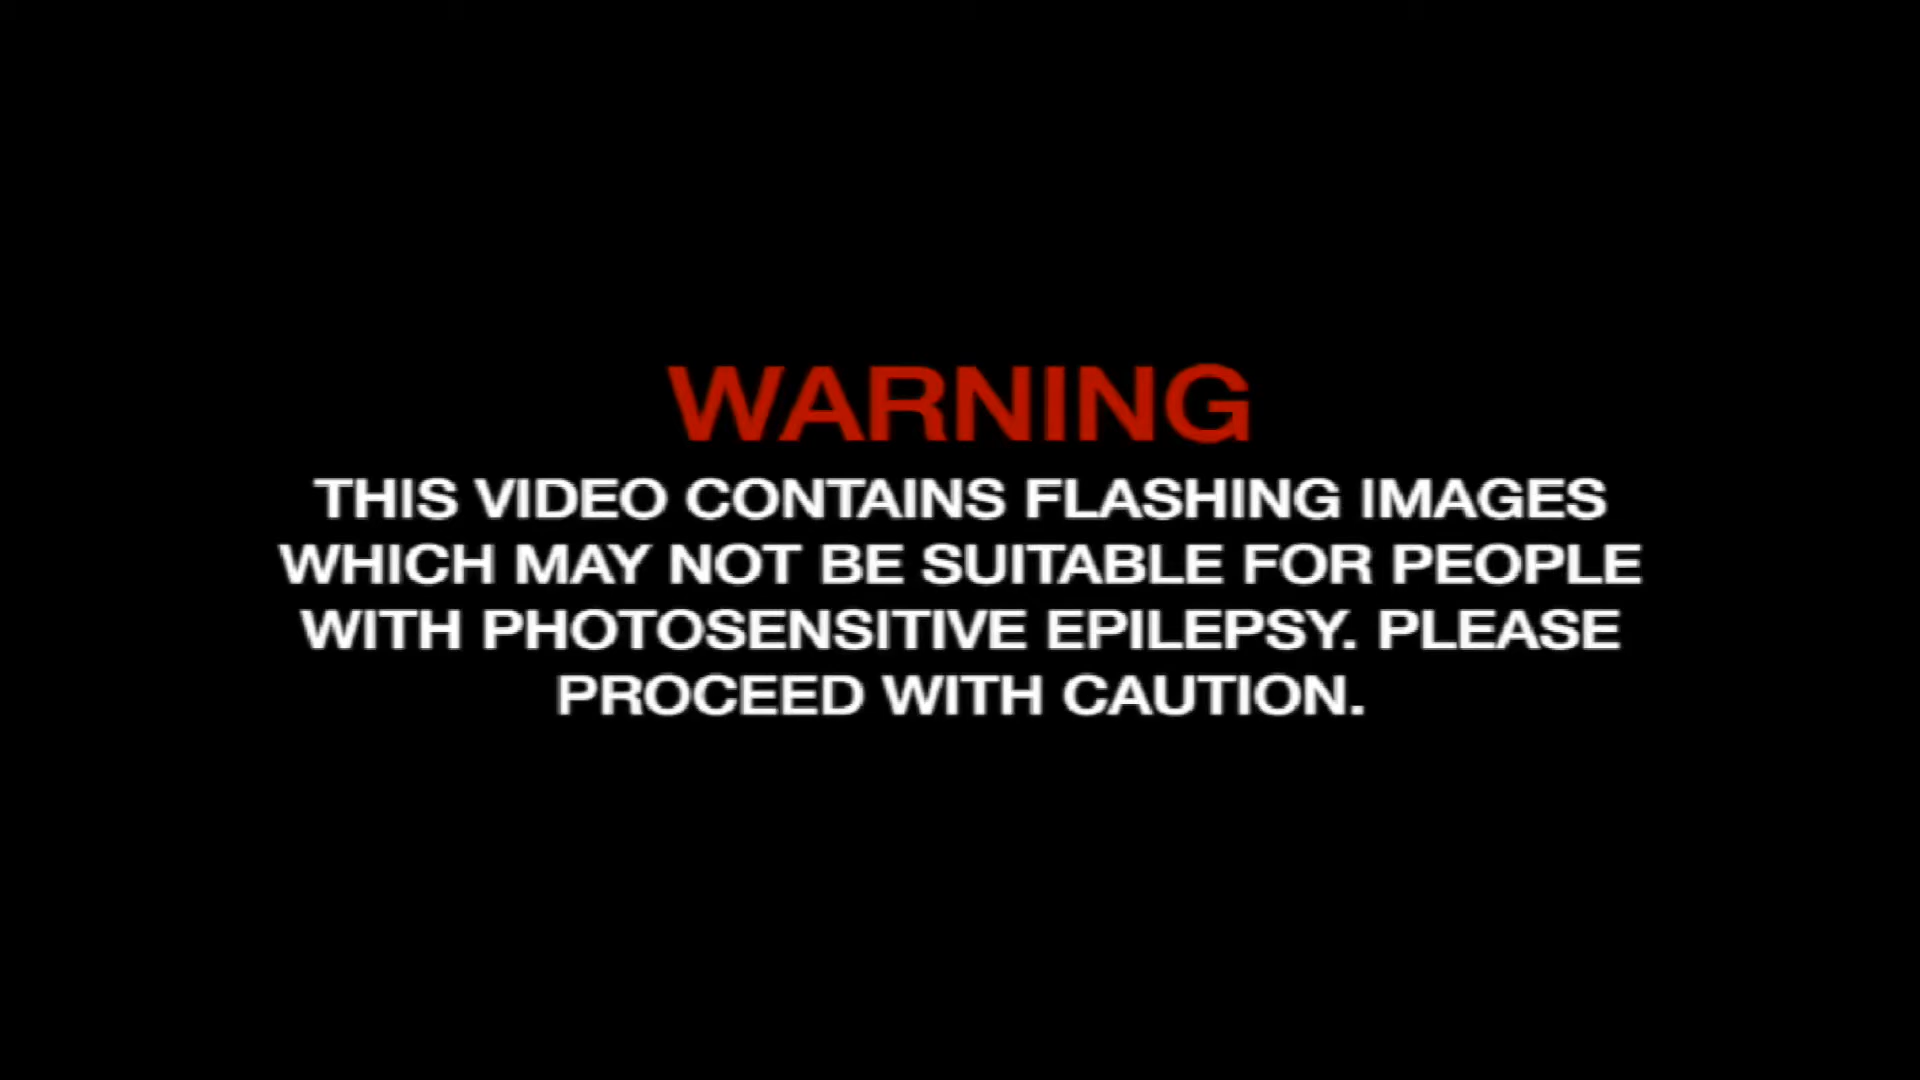 WARNING
THIS VIDEO CONTAINS FLASHING IMAGES
WHICH MAY NOT BE SUITABLE FOR PEOPLE
WITH PHOTOSENSITIVE EPILEPSY. PLEASE
PROCEED WITH CAUTION.